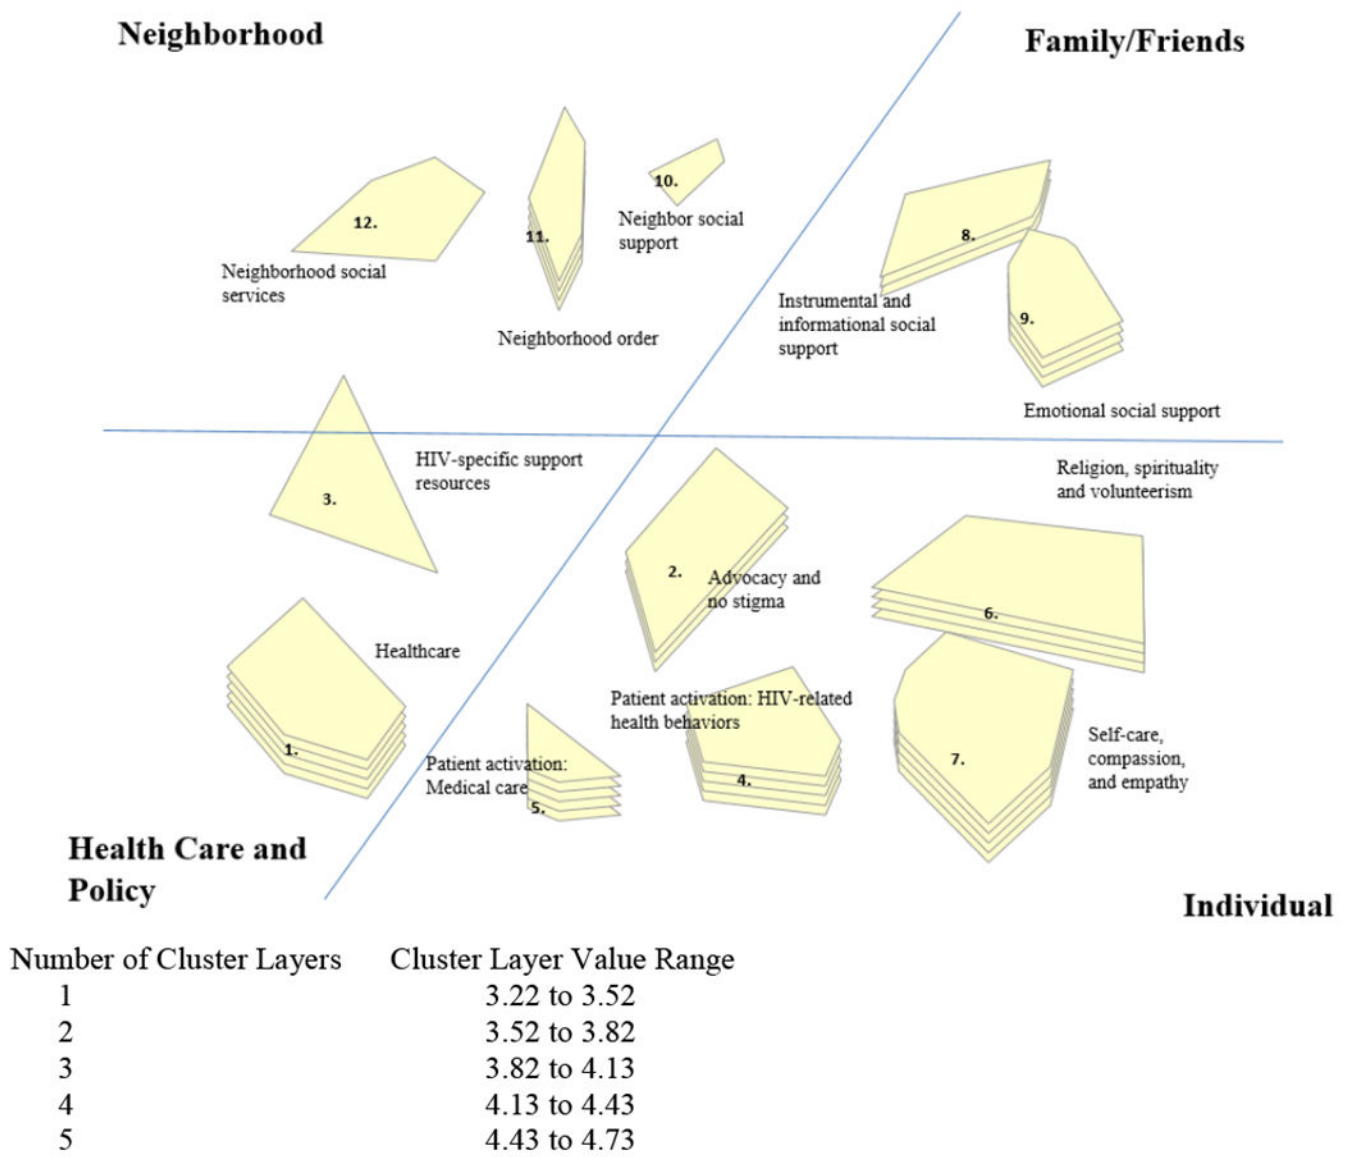 Neighborhood
Family/Friends
12.
11.
10.
8.
9.
Neighborhood social
services
Neighborhood order
Neighbor social
support
Instrumental and
informational social
support
Emotional social support
3.
HIV-specific support
resources
2.
Advocacy and
no stigma
Religion, spirituality
and volunteerism
6.
1.
Healthcare
Patient activation:
Medical care
5.
Patient activation: HIV-related
health behaviors
4.
7.
Self-care,
compassion,
and empathy
Health Care and
Policy
Individual
Number of Cluster Layers Cluster Layer Value Range
1 3.22 to 3.52
2 3.52 to 3.82
3 3.82 to 4.13
4 4.13 to 4.43
5 4.43 to 4.73